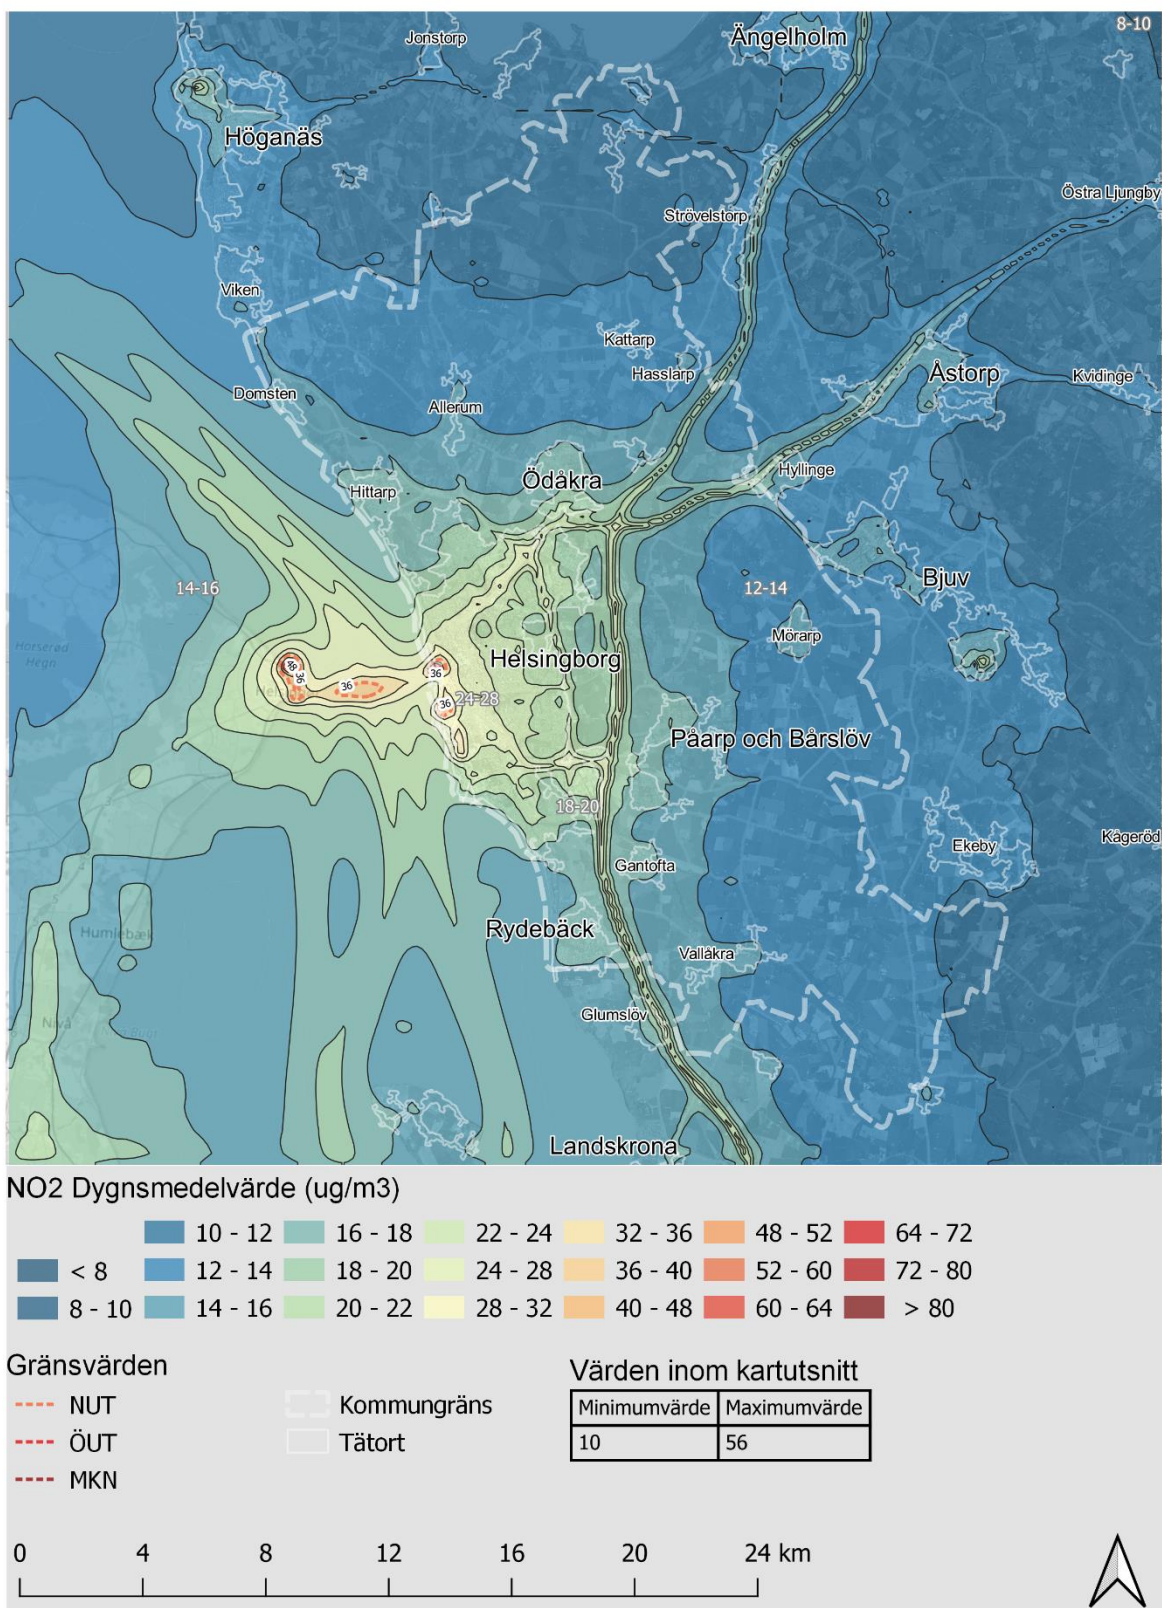 8-10
Jonstorp
Ängelholm
Höganäs
Östra Ljungby
Strövelstorp
Viken
Kattarp
Hasslarp
Åstorp
Kvidinge
Domsten
Allerum
Hyllinge
Ödåkra
Hittarp
14-16
12-14
Bjuv
Horserød
Hegn
Mörarp
Helsingborg
48
36
36
36
36
24-28
Påarp och Bårslöv
18-20
Kågeröd
Ekeby
Gantofta
Rydebäck
Humlebæk
Vallåkra
Nivå
Glumslöv
Landskrona
NO2 Dygnsmedelvärde (ug/m3)
10 - 12 16 - 18 22 - 24 32 - 36 48 - 52 64 - 72
< 8 12 - 14 18 - 20 24 - 28 36 - 40 52 - 60 72 - 80
8 - 10 14 - 16 20 - 22 28 - 32 40 - 48 60 - 64 > 80
Gränsvärden
NUT
ÖUT
MKN
Kommungräns
Tätort
Värden inom kartutsnitt
Minimumvärde Maximumvärde
10 56
0 4 8 12 16 20 24 km